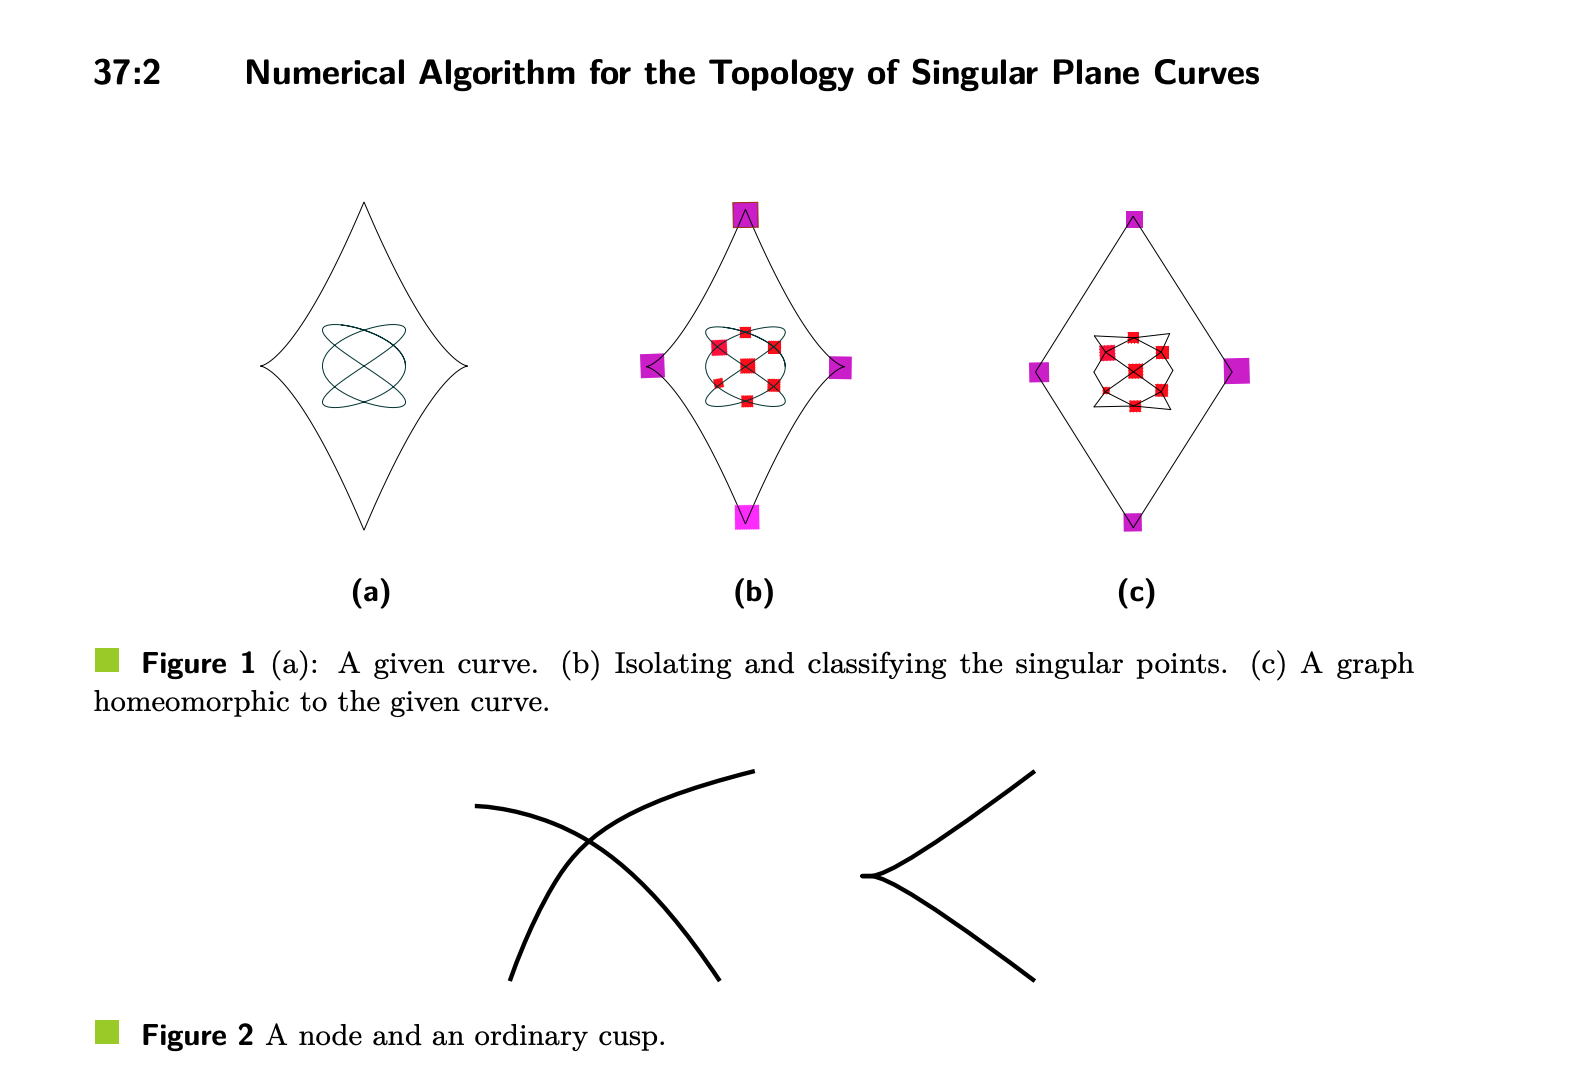 37:2 Numerical Algorithm for the Topology of Singular Plane Curves
(a)
(b)
(c)
Figure 1 (a): A given curve. (b) Isolating and classifying the singular points. (c) A graph
homeomorphic to the given curve.
Figure 2 A node and an ordinary cusp.